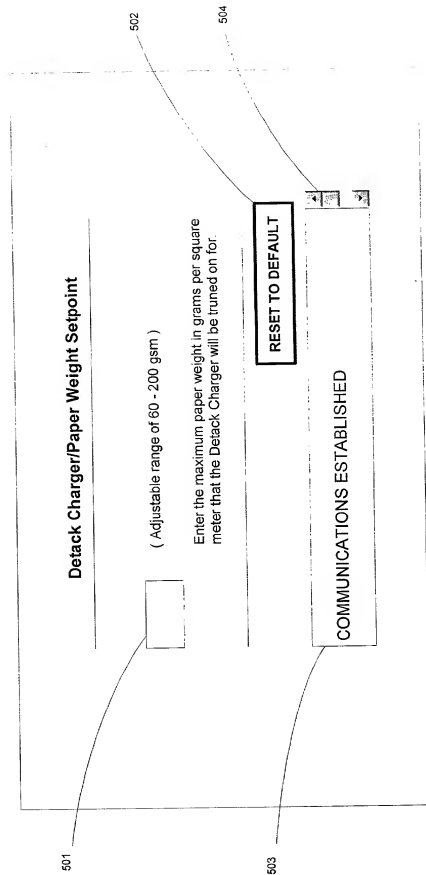 Detack Charger/Paper Weight Setpoint
501
( Adjustable range of 60 - 200 gsm )
Enter the maximum paper weight in grams per square
meter that the Detack Charger will be truned on for.
RESET TO DEFAULT
502
COMMUNICATIONS ESTABLISHED
503
504